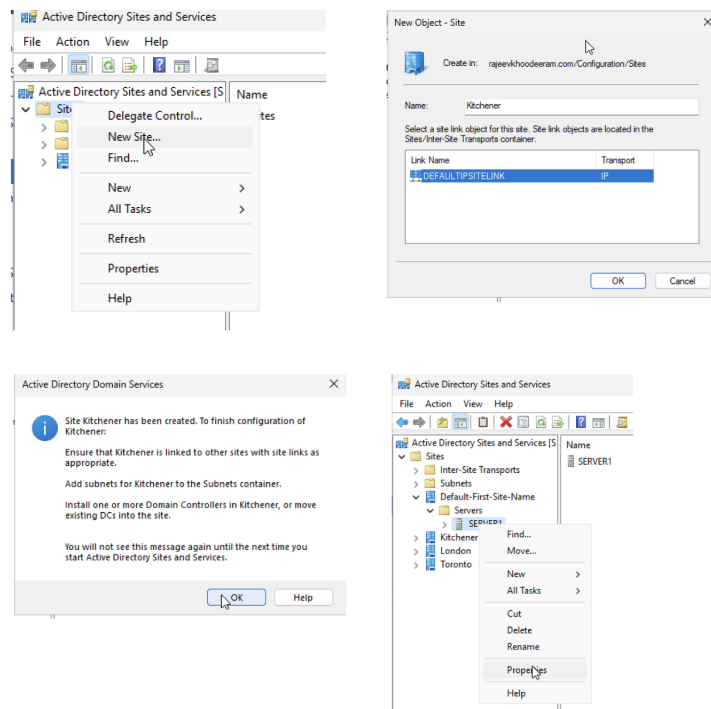 Active Directory Sites and Services
File Action View Help
Active Directory Sites and Services [S
Name
Delegate Control...
New Site...
Find...
New
All Tasks
Refresh
Properties
Help
New Object - Site
Create in: rajeevkhoodeeram.com/Configuration/Sites
Name: Kitchener
Select a site link object for this site. Site link objects are located in the
Sites/Inter-Site Transports container.
Link Name Transport
DEFAULTIPSITELINK IP
OK Cancel
Active Directory Domain Services
Site Kitchener has been created. To finish configuration of
Kitchener:
Ensure that Kitchener is linked to other sites with site links as
appropriate.
Add subnets for Kitchener to the Subnets container.
Install one or more Domain Controllers in Kitchener, or move
existing DCs into the site.
You will not see this message again until the next time you
start Active Directory Sites and Services.
OK Help
Active Directory Sites and Services
File Action View Help
Active Directory Sites and Services [S
Name
Sites
SERVER1
Inter-Site Transports
Subnets
Default-First-Site-Name
Servers
SERVER1
Kitchener
London
Toronto
Find...
Move...
New
All Tasks
Cut
Delete
Rename
Properties
Help